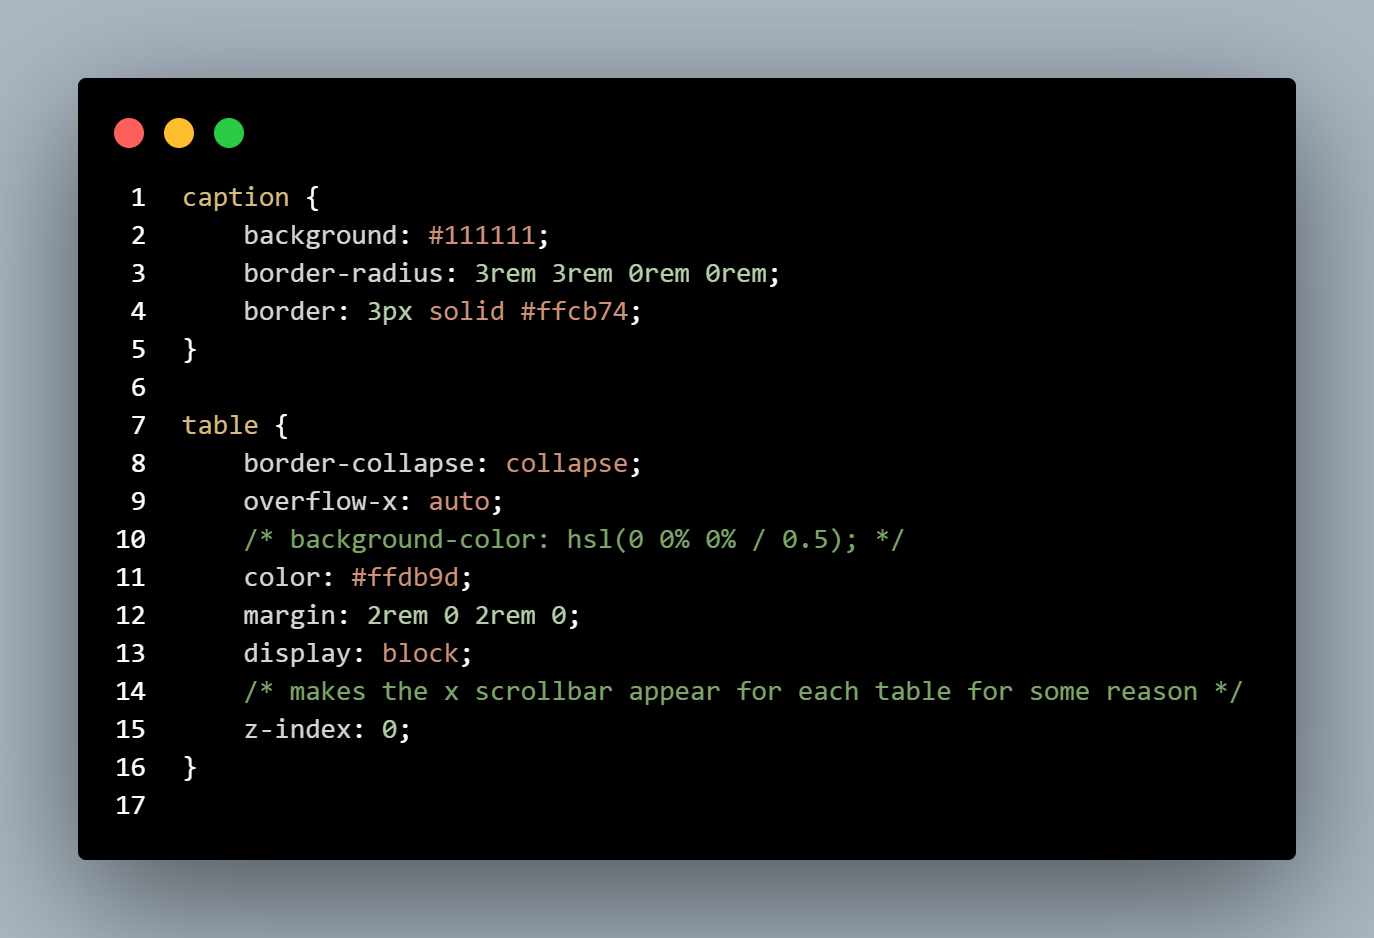 1 caption {
2     background: #111111;
3     border-radius: 3rem 3rem 0rem 0rem;
4     border: 3px solid #ffcb74;
5 }
6
7 table {
8     border-collapse: collapse;
9     overflow-x: auto;
10     /* background-color: hsl(0 0% 0% / 0.5); */
11     color: #ffdb9d;
12     margin: 2rem 0 2rem 0;
13     display: block;
14     /* makes the x scrollbar appear for each table for some reason */
15     z-index: 0;
16 }
17